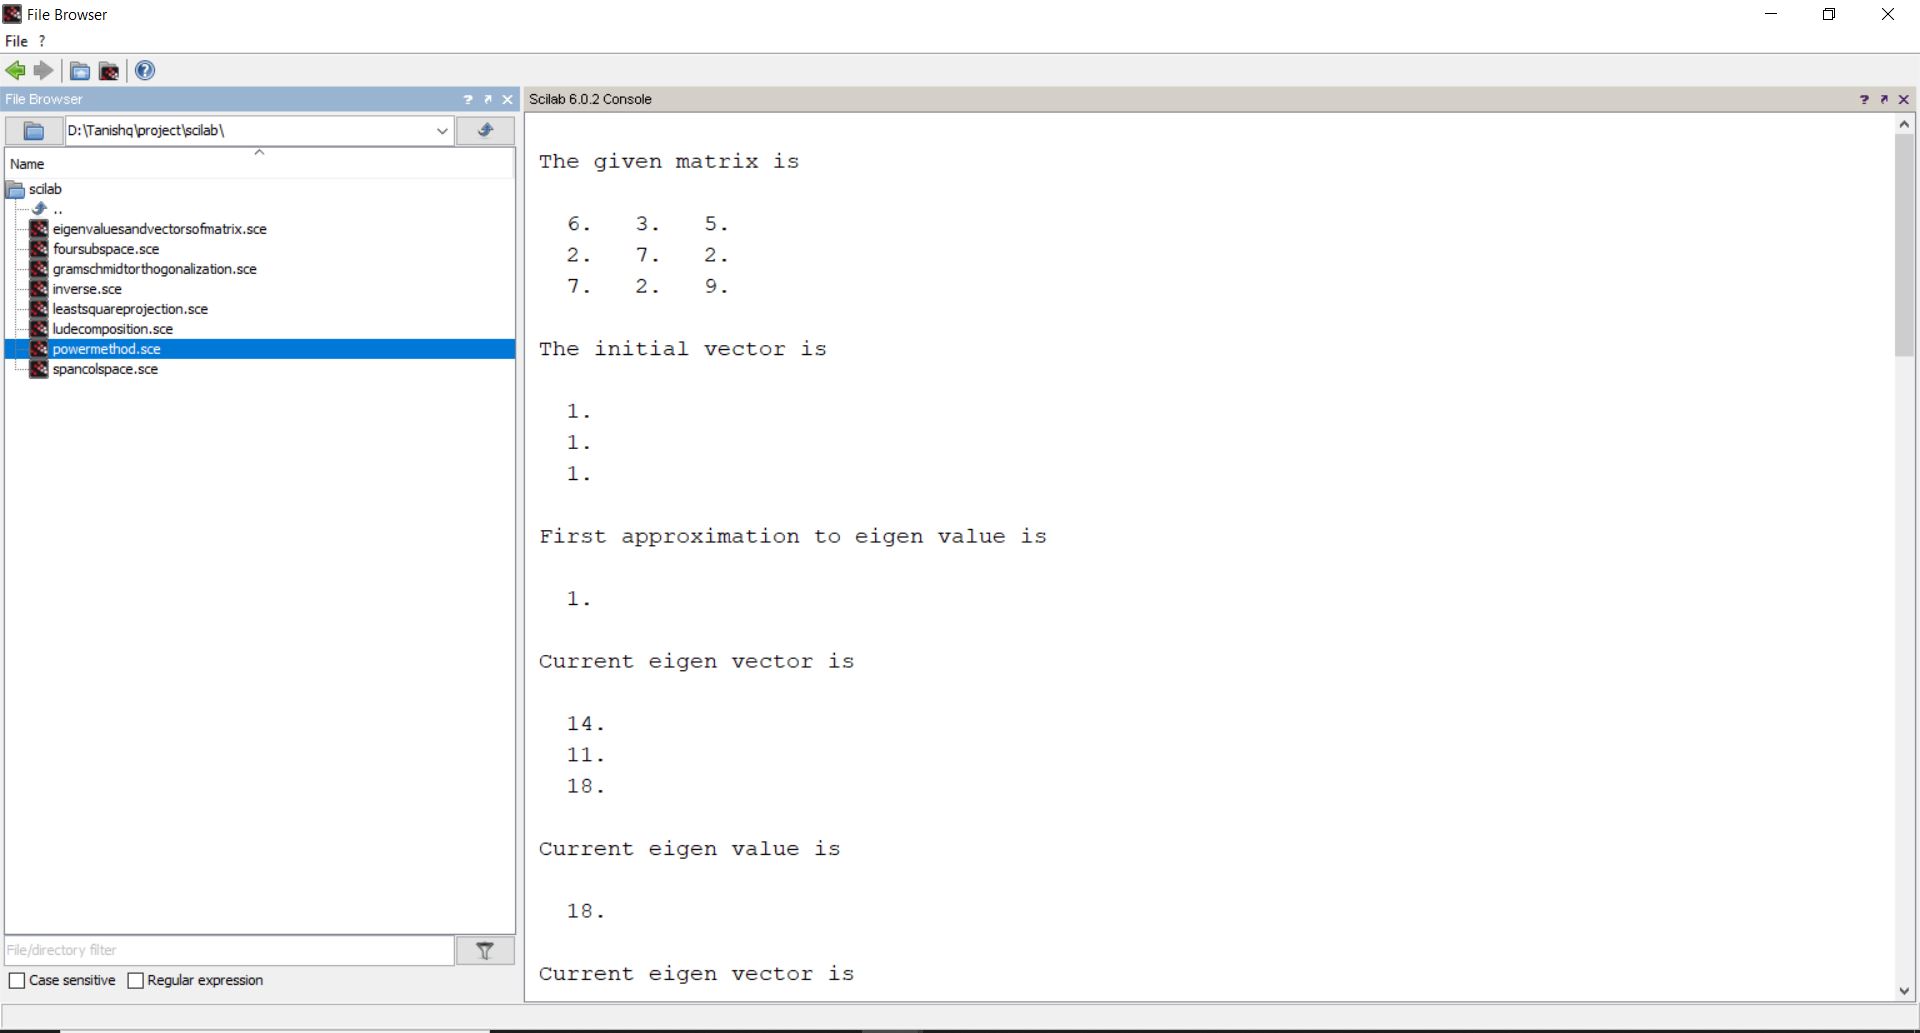 File Browser
File ?
File Browser
D:\Tanishq\project\scilab\
Name
scilab
..
eigenvaluesandvectorsofmatrix.sce
foursubspace.sce
gramschmidtorthogonalization.sce
inverse.sce
leastsquareprojection.sce
ludecomposition.sce
powermethod.sce
spancolspace.sce
File/directory filter
Case sensitive Regular expression
Scilab 6.0.2 Console
The given matrix is
6. 3. 5.
2. 7. 2.
7. 2. 9.
The initial vector is
1.
1.
1.
First approximation to eigen value is
1.
Current eigen vector is
14.
11.
18.
Current eigen value is
18.
Current eigen vector is